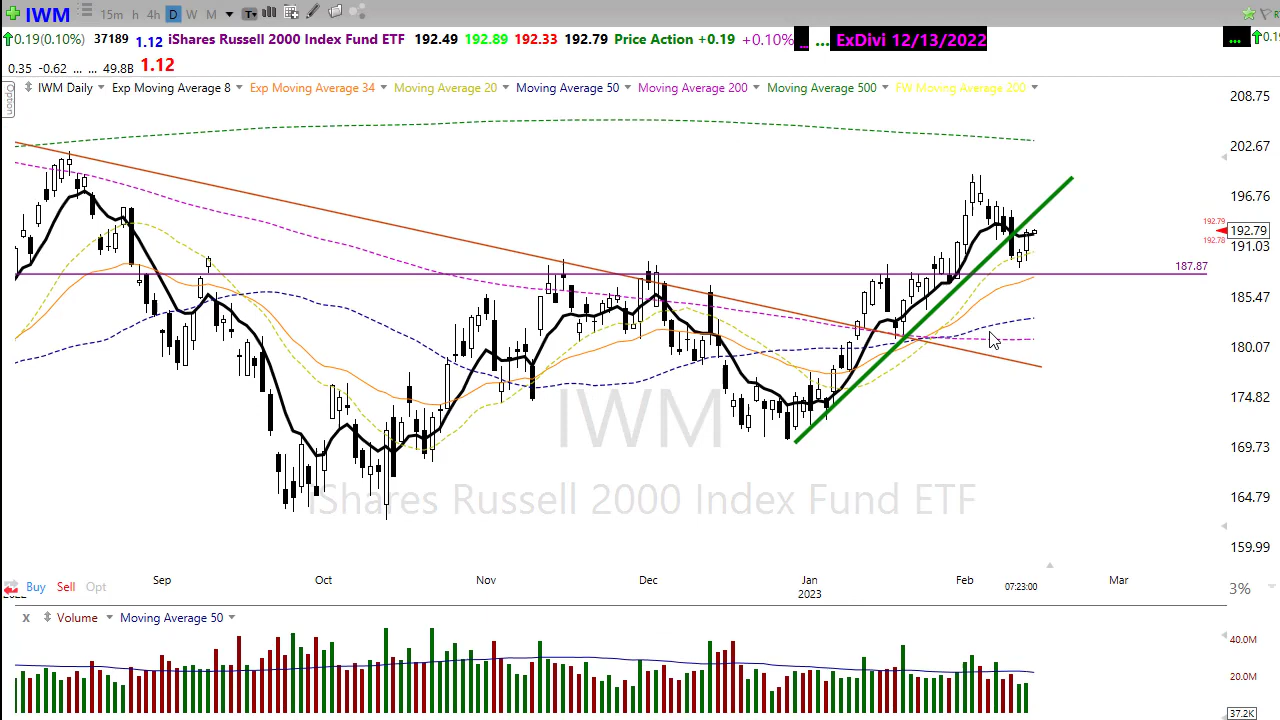 IWM 15m h 4h D W M T
0.19(0.10%) 37189 1.12 iShares Russell 2000 Index Fund ETF 192.49 192.89 192.33 192.79 Price Action +0.19 +0.10% ... ... ExDivi 12/13/2022 ...
0.35 -0.62 ... ... 49.8B 1.12
Option
IWM Daily Exp Moving Average 8 Exp Moving Average 34 Moving Average 20 Moving Average 50 Moving Average 200 Moving Average 500 FW Moving Average 200
208.75
202.67
196.76
192.79
192.79
192.78
191.03
187.87
185.47
180.07
174.82
169.73
164.79
159.99
IWM
iShares Russell 2000 Index Fund ETF
Sep Oct Nov Dec Jan Feb Mar
2023 07:23:00
Buy Sell Opt 3%
x Volume Moving Average 50
40.0M
20.0M
37.2K